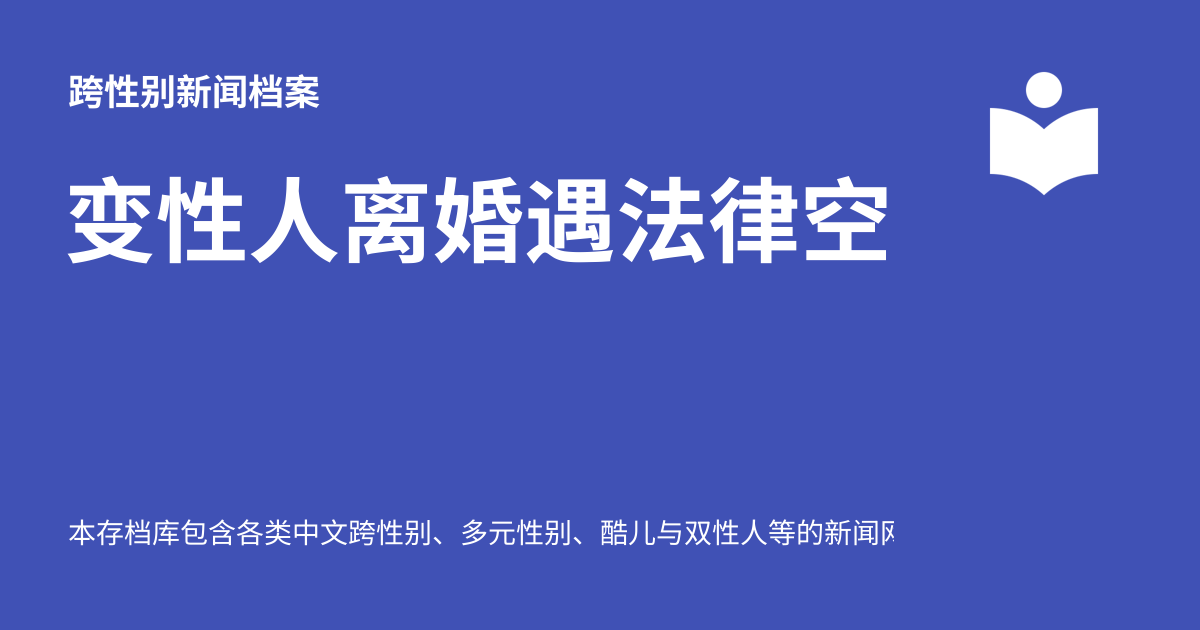 跨性别新闻档案
变性人离婚遇法律空
本存档库包含各类中文跨性别、多元性别、酷儿与双性人等的新闻